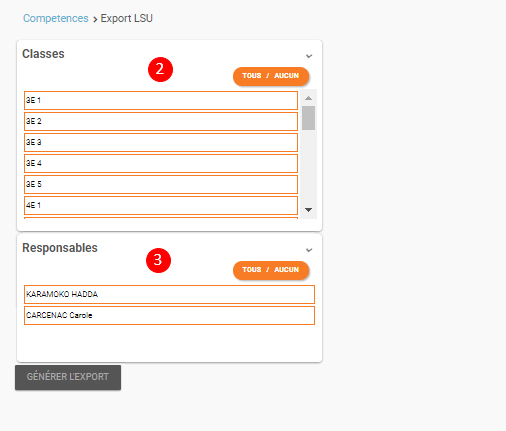 Competences > Export LSU
Classes
2
TOUS / AUCUN
3E 1
3E 2
3E 3
3E 4
3E 5
4E 1
Responsables
3
TOUS / AUCUN
KARAMOKO HADDA
CARCENAC Carole
GÉNÉRER L'EXPORT